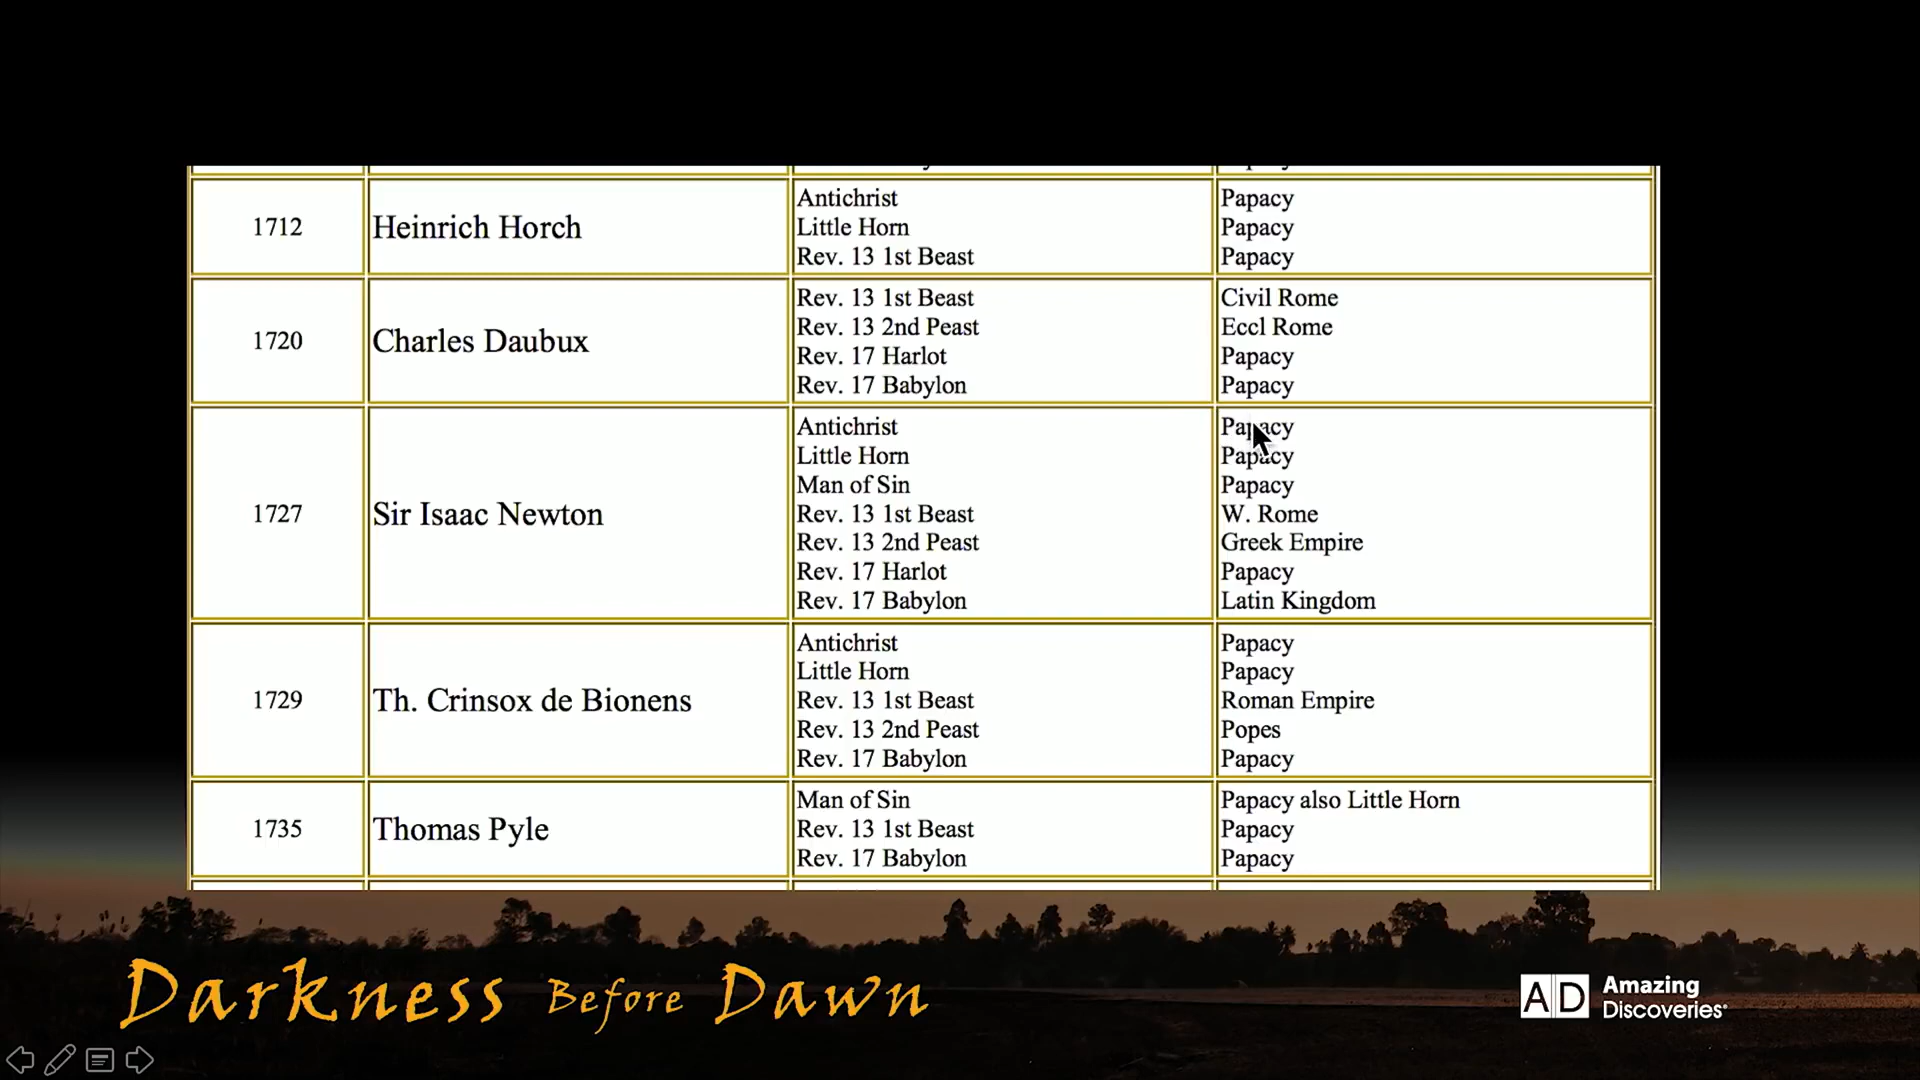 1712
Heinrich Horch
Antichrist
Little Horn
Rev. 13 1st Beast
Papacy
Papacy
Papacy
1720
Charles Daubux
Rev. 13 1st Beast
Rev. 13 2nd Peast
Rev. 17 Harlot
Rev. 17 Babylon
Civil Rome
Eccl Rome
Papacy
Papacy
1727
Sir Isaac Newton
Antichrist
Little Horn
Man of Sin
Rev. 13 1st Beast
Rev. 13 2nd Peast
Rev. 17 Harlot
Rev. 17 Babylon
Papacy
Papacy
Papacy
W. Rome
Greek Empire
Papacy
Latin Kingdom
1729
Th. Crinsox de Bionens
Antichrist
Little Horn
Rev. 13 1st Beast
Rev. 13 2nd Peast
Rev. 17 Babylon
Papacy
Papacy
Roman Empire
Popes
Papacy
1735
Thomas Pyle
Man of Sin
Rev. 13 1st Beast
Rev. 17 Babylon
Papacy also Little Horn
Papacy
Papacy
Darkness Before Dawn
AD
Amazing
Discoveries